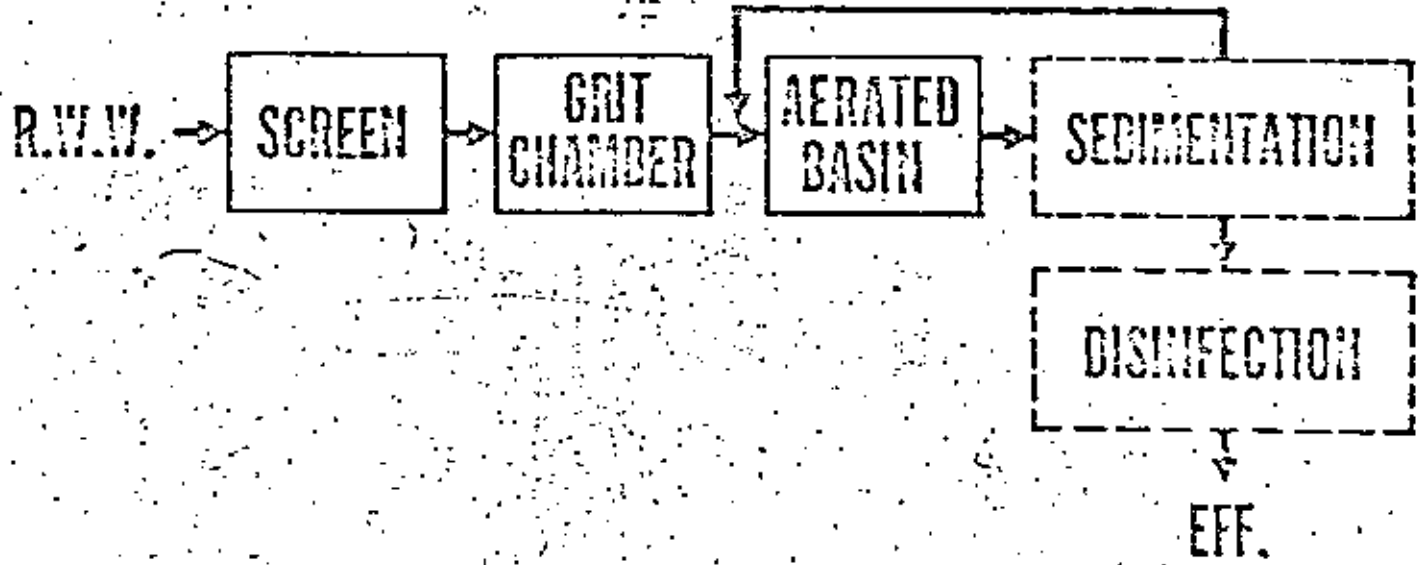 R.W.W.
SCREEN
GRIT
CHAMBER
AERATED
BASIN
SEDIMENTATION
DISINFECTION
EFF.